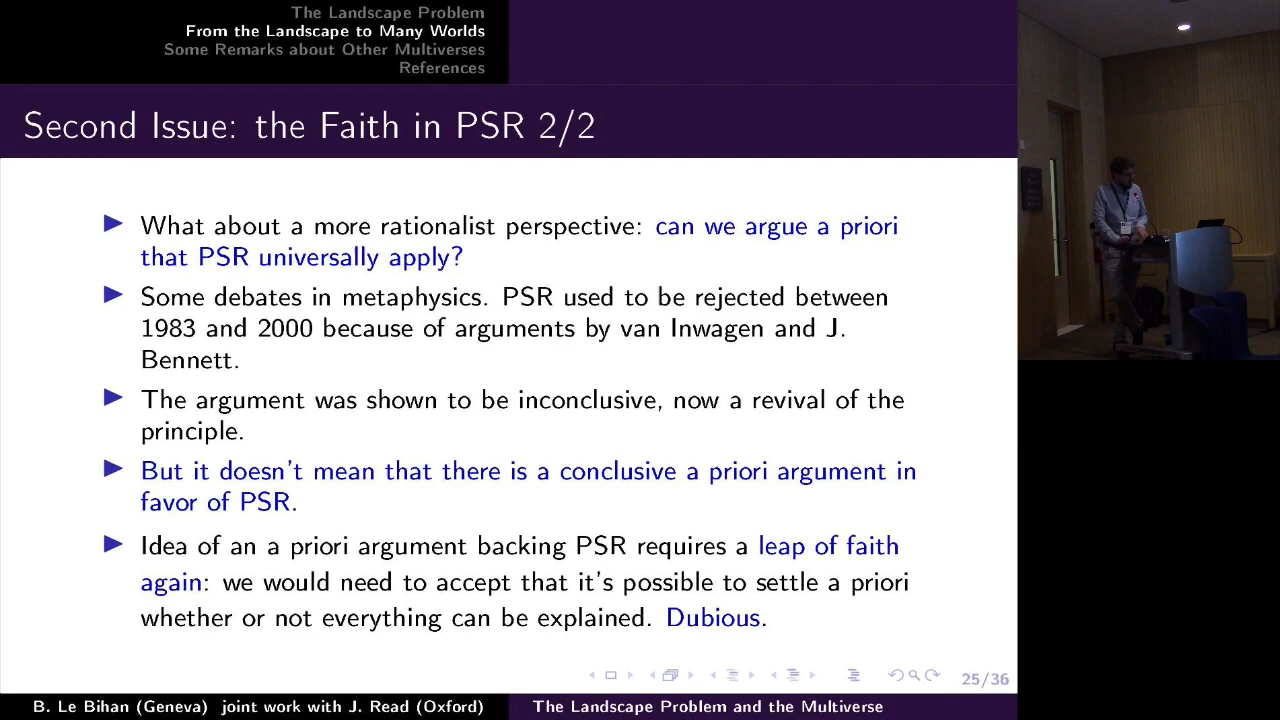 The Landscape Problem
From the Landscape to Many Worlds
Some Remarks about Other Multiverses
References
Second Issue: the Faith in PSR 2/2
What about a more rationalist perspective: can we argue a priori
that PSR universally apply?
Some debates in metaphysics. PSR used to be rejected between
1983 and 2000 because of arguments by van Inwagen and J.
Bennett.
The argument was shown to be inconclusive, now a revival of the
principle.
But it doesn't mean that there is a conclusive a priori argument in
favor of PSR.
Idea of an a priori argument backing PSR requires a leap of faith
again: we would need to accept that it's possible to settle a priori
whether or not everything can be explained. Dubious.
25/36
B. Le Bihan (Geneva) joint work with J. Read (Oxford)
The Landscape Problem and the Multiverse